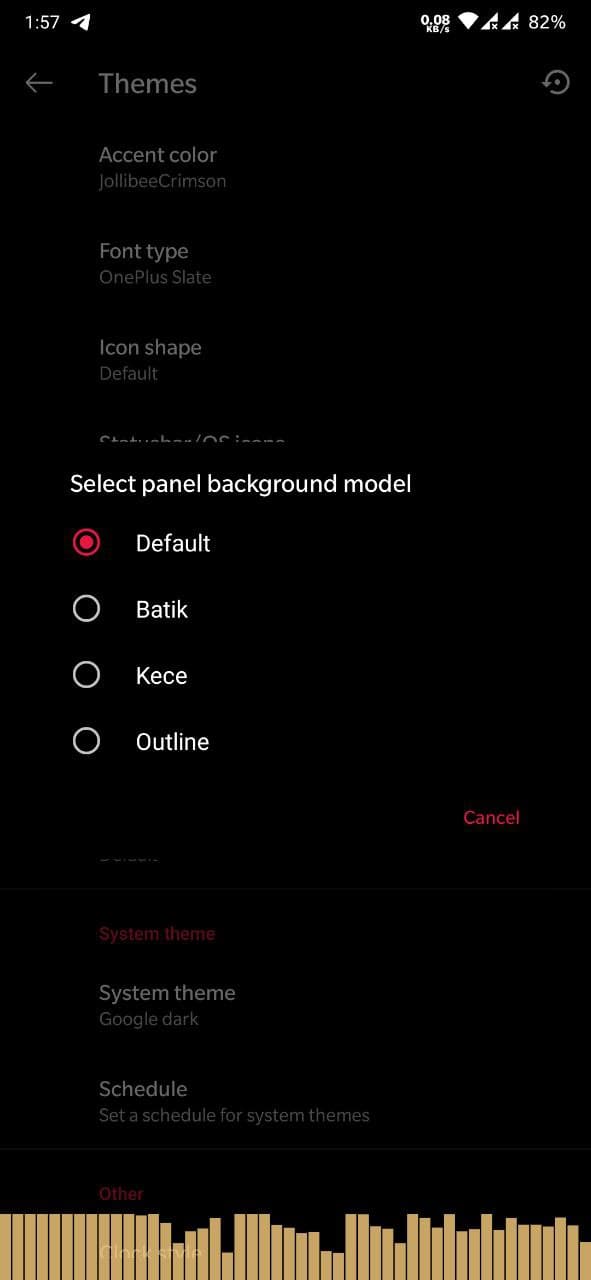 1:57
0.08
KB/s
82%
Themes
Accent color
JollibeeCrimson
Font type
OnePlus Slate
Icon shape
Default
Statusbar/QS icons
Select panel background model
Default
Batik
Kece
Outline
Cancel
Default
System theme
System theme
Google dark
Schedule
Set a schedule for system themes
Other
Clock style